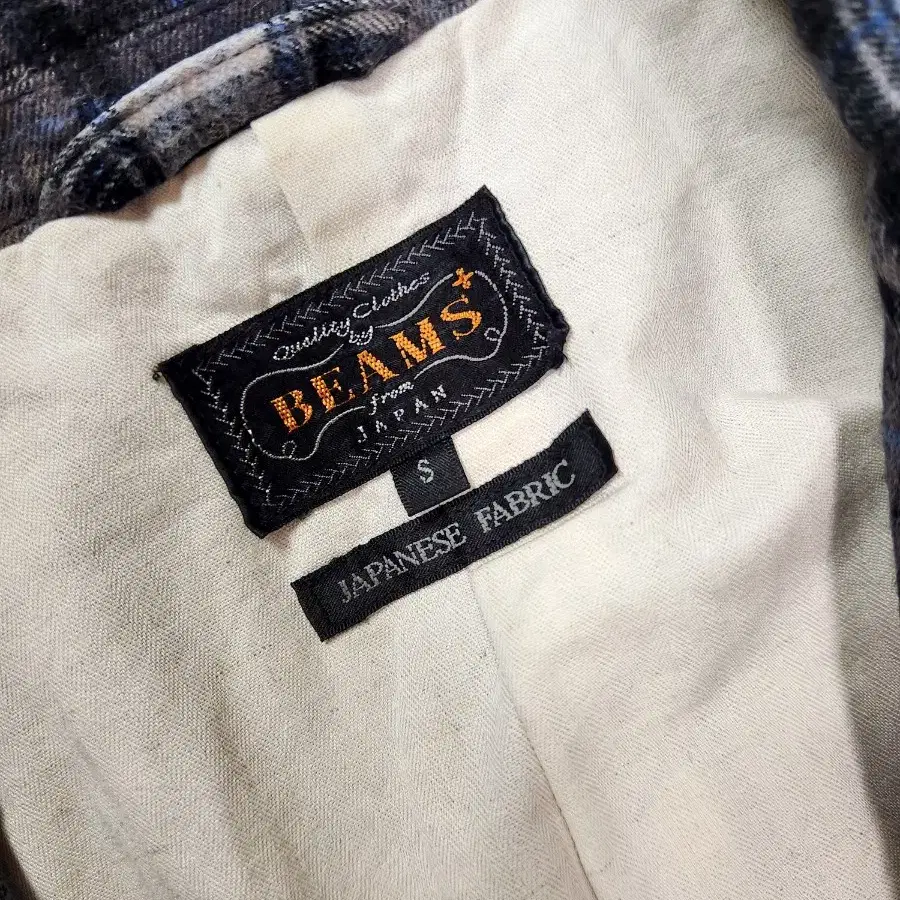 Quality Clothes
by
BEAMS+
from
JAPAN
S
JAPANESE FABRIC